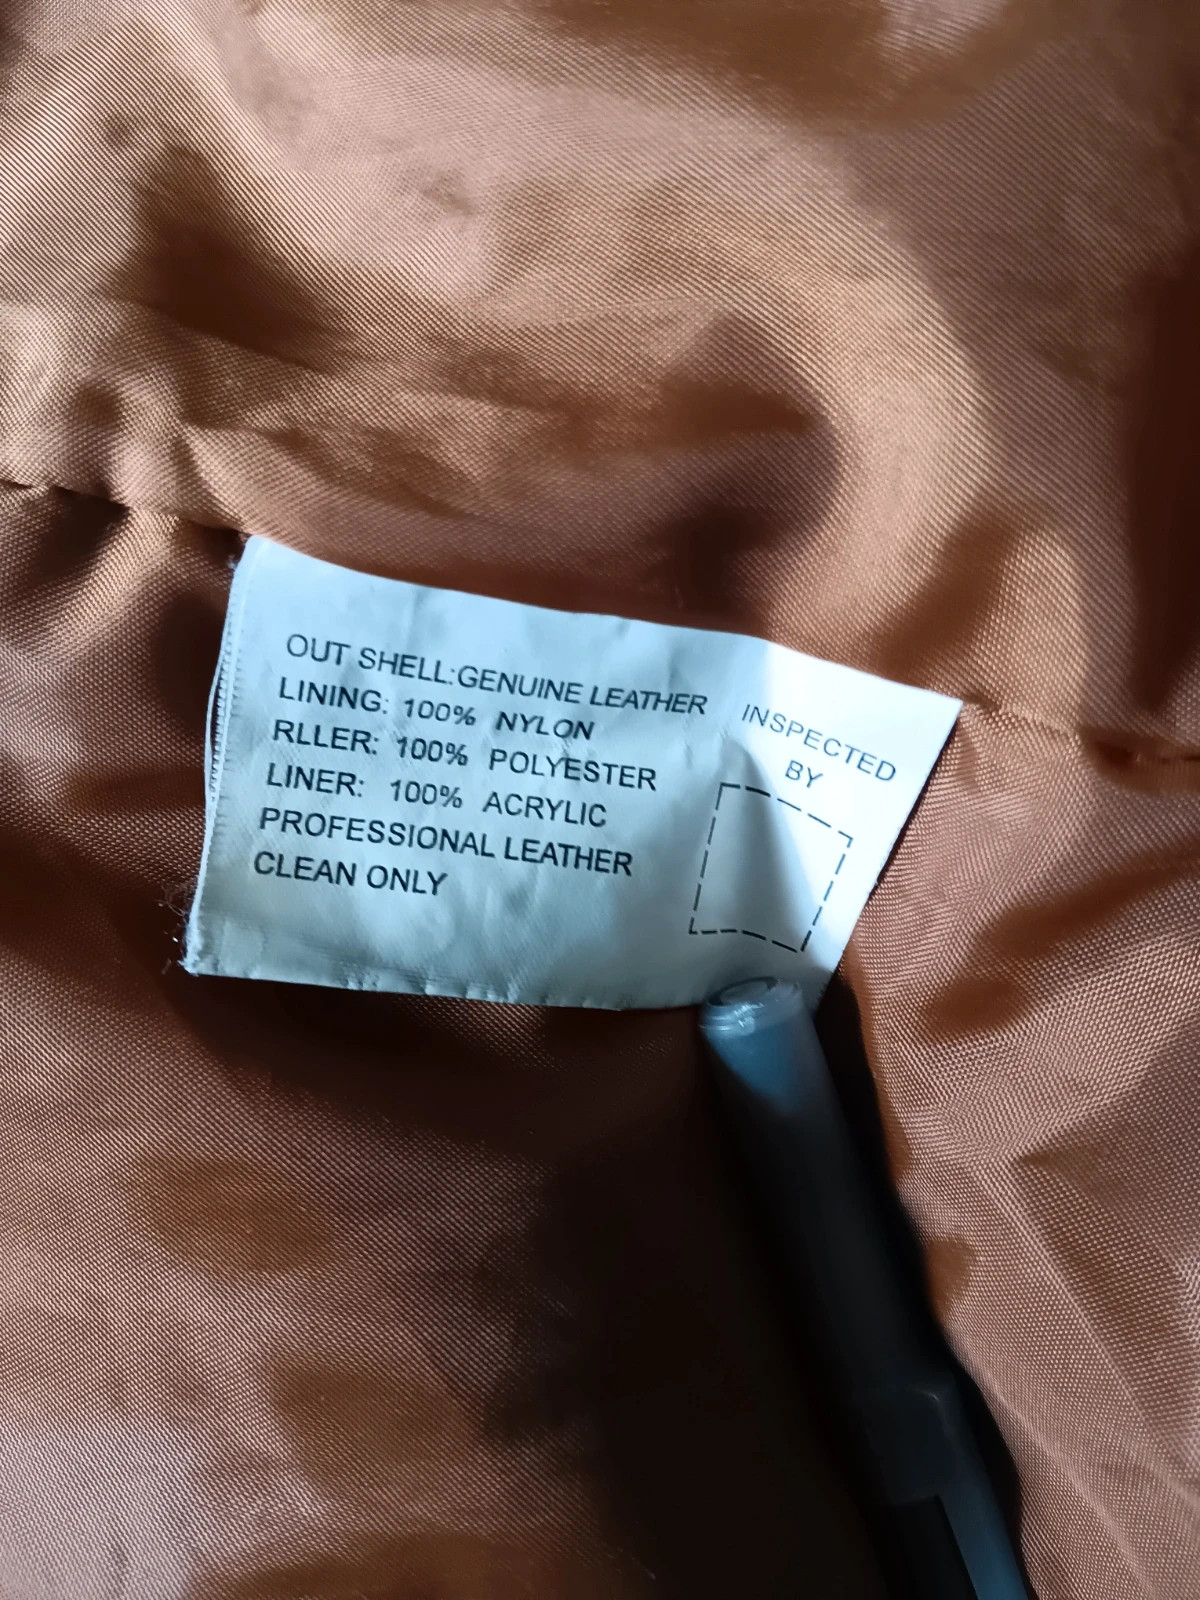 OUT SHELL:GENUINE LEATHER
LINING: 100% NYLON
RLLER: 100% POLYESTER
LINER: 100% ACRYLIC
PROFESSIONAL LEATHER
CLEAN ONLY
INSPECTED
BY